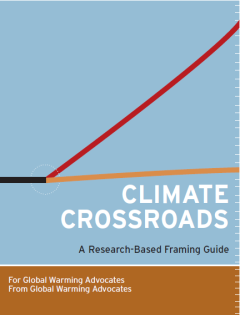 CLIMATE
CROSSROADS
A Research-Based Framing Guide
For Global Warming Advocates
From Global Warming Advocates